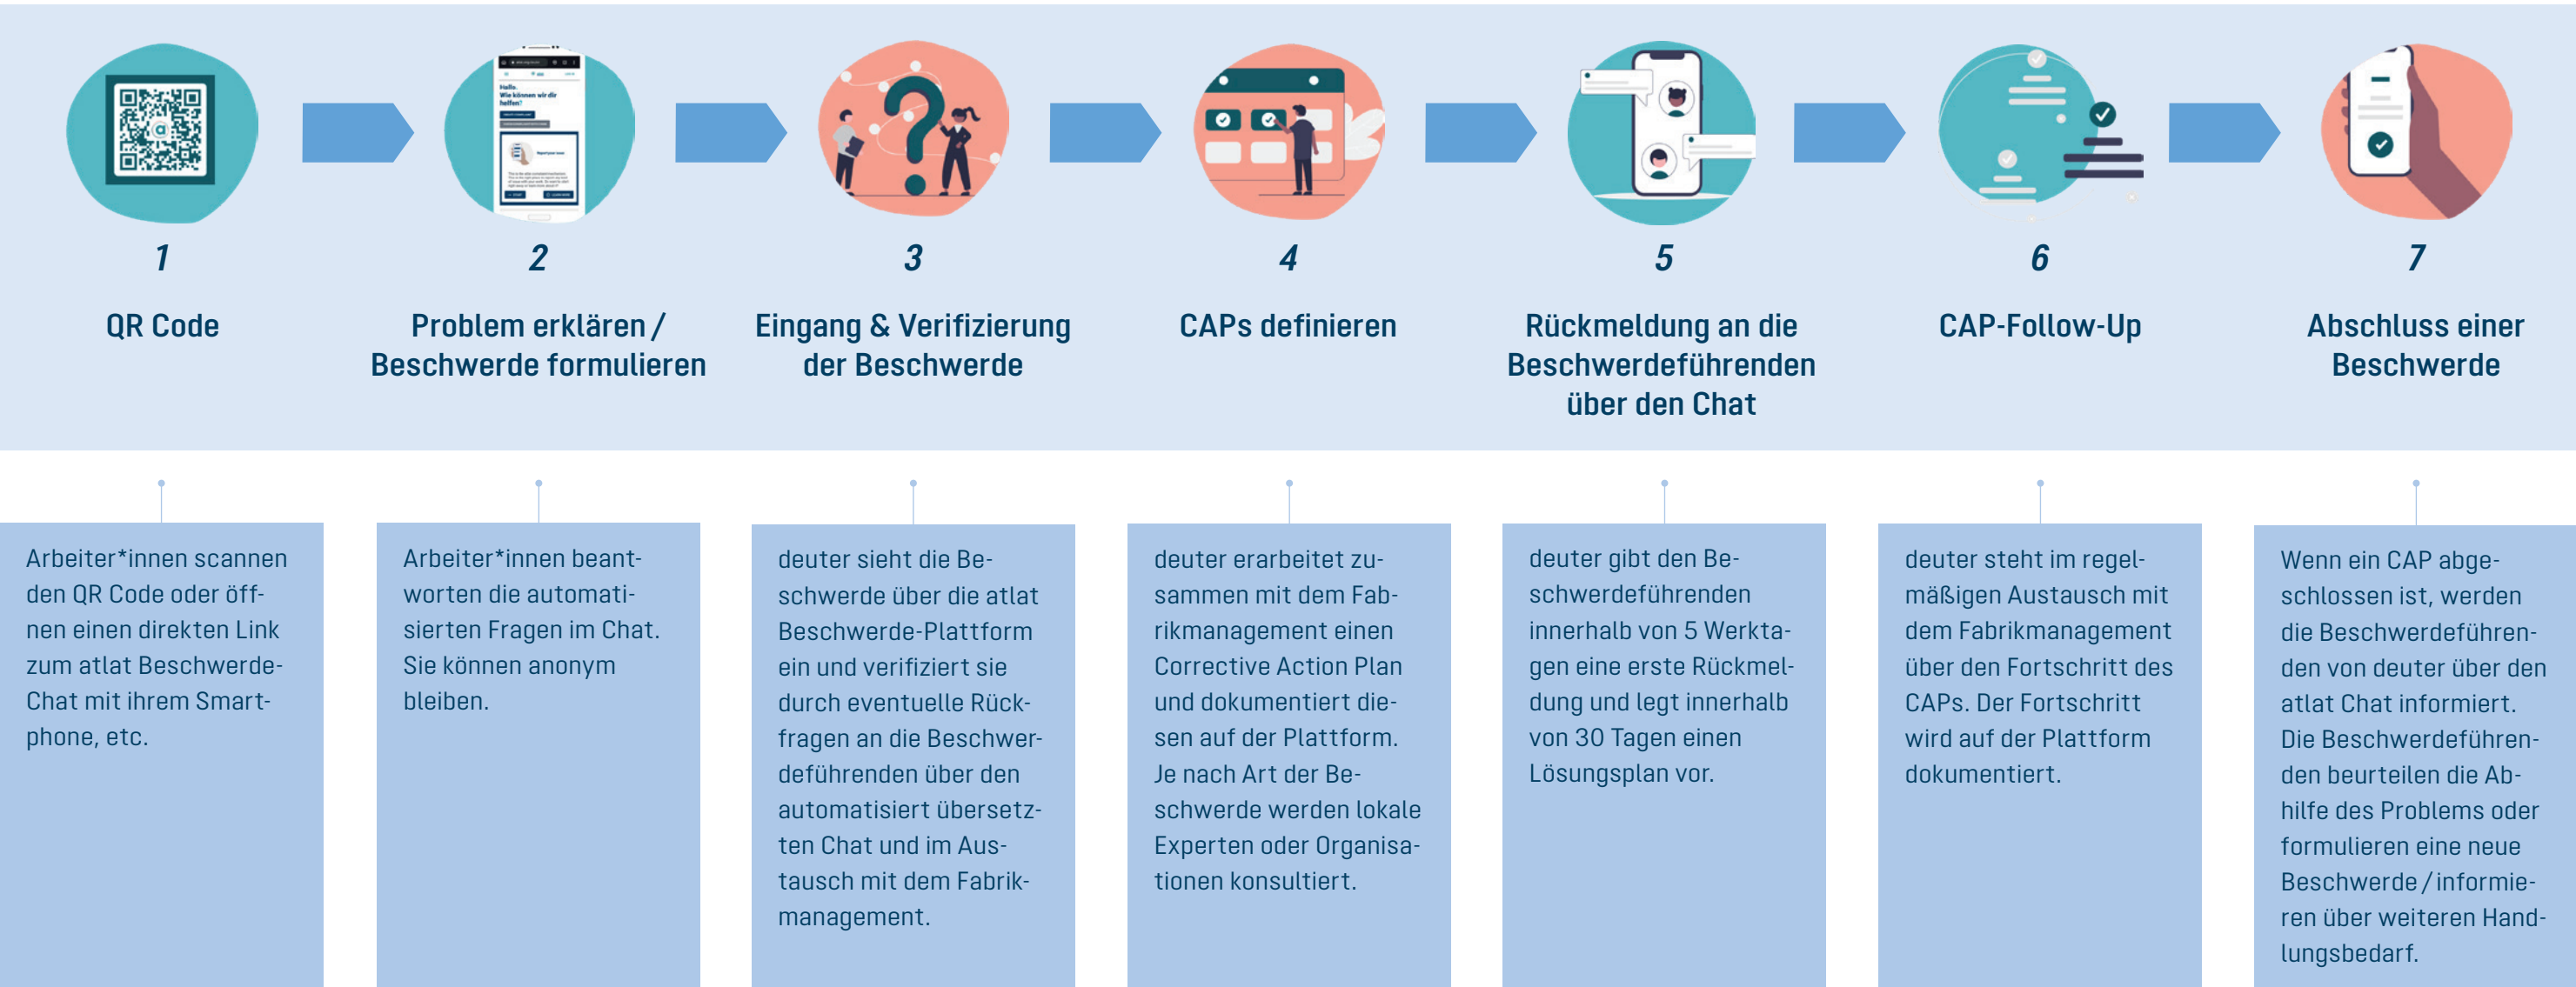 Hallo.
Wie können wir dir
helfen?
Report your issue
1
QR Code
2
Problem erklären /
Beschwerde formulieren
3
Eingang & Verifizierung
der Beschwerde
4
CAPs definieren
5
Rückmeldung an die
Beschwerdeführenden
über den Chat
6
CAP-Follow-Up
7
Abschluss einer
Beschwerde
Arbeiter*innen scannen
den QR Code oder öff-
nen einen direkten Link
zum atlat Beschwerde-
Chat mit ihrem Smart-
phone, etc.
Arbeiter*innen beant-
worten die automati-
sierten Fragen im Chat.
Sie können anonym
bleiben.
deuter sieht die Be-
schwerde über die atlat
Beschwerde-Plattform
ein und verifiziert sie
durch eventuelle Rück-
fragen an die Beschwer-
deführenden über den
automatisiert übersetz-
ten Chat und im Aus-
tausch mit dem Fabrik-
management.
deuter erarbeitet zu-
sammen mit dem Fab-
rikmanagement einen
Corrective Action Plan
und dokumentiert die-
sen auf der Plattform.
Je nach Art der Be-
schwerde werden lokale
Experten oder Organisa-
tionen konsultiert.
deuter gibt den Be-
schwerdeführenden
innerhalb von 5 Werkta-
gen eine erste Rückmel-
dung und legt innerhalb
von 30 Tagen einen
Lösungsplan vor.
deuter steht im regel-
mäßigen Austausch mit
dem Fabrikmanagement
über den Fortschritt des
CAPs. Der Fortschritt
wird auf der Plattform
dokumentiert.
Wenn ein CAP abge-
schlossen ist, werden
die Beschwerdeführen-
den von deuter über den
atlat Chat informiert.
Die Beschwerdeführen-
den beurteilen die Ab-
hilfe des Problems oder
formulieren eine neue
Beschwerde / informie-
ren über weiteren Hand-
lungsbedarf.